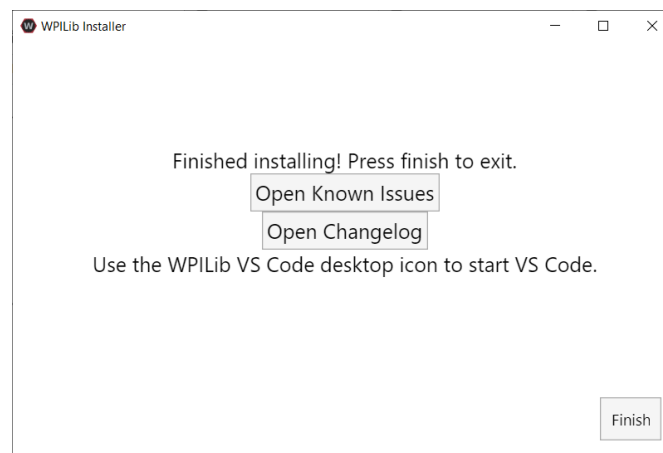 WPILib Installer
Finished installing! Press finish to exit.
Open Known Issues
Open Changelog
Use the WPILib VS Code desktop icon to start VS Code.
Finish